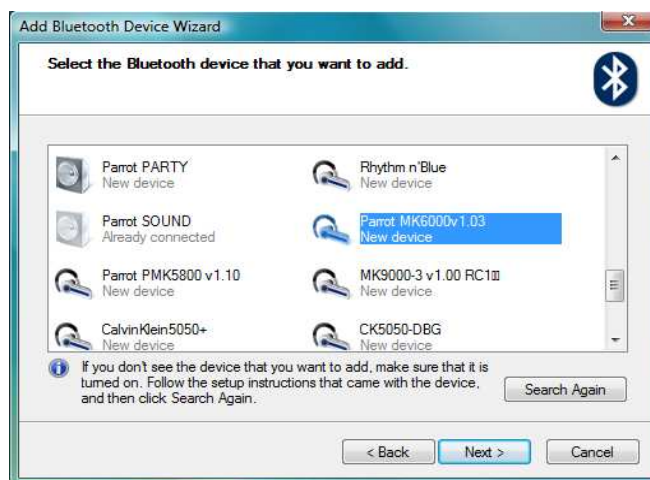 Add Bluetooth Device Wizard
Select the Bluetooth device that you want to add.
Parrot PARTY
New device
Rhythm n'Blue
New device
Parrot SOUND
Already connected
Parrot MK6000v1.03
New device
Parrot PMK5800 v1.10
New device
MK9000-3 v1.00 RC1
New device
CalvinKlein5050+
New device
CK5050-DBG
New device
If you don't see the device that you want to add, make sure that it is
turned on. Follow the setup instructions that came with the device,
and then click Search Again.
Search Again
< Back
Next >
Cancel